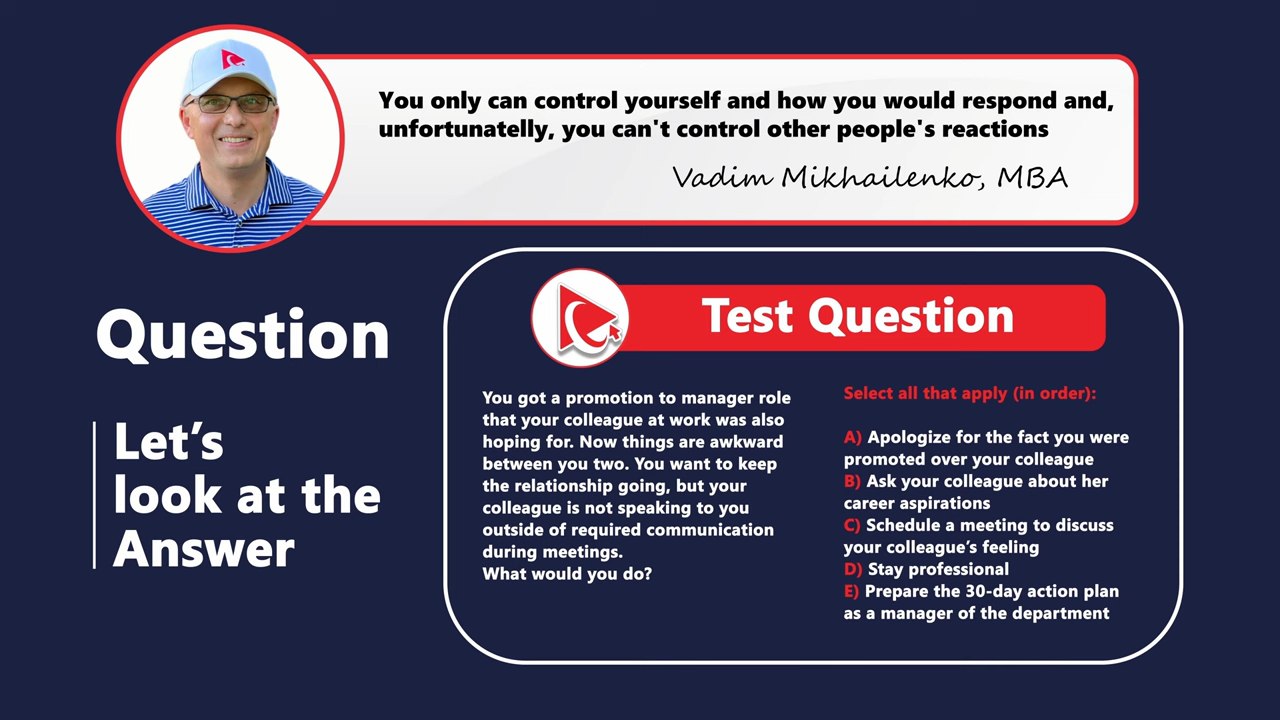 You only can control yourself and how you would respond and,
unfortunatelly, you can't control other people's reactions
Vadim Mikhailenko, MBA
Question
Let's
look at the
Answer
Test Question
You got a promotion to manager role
that your colleague at work was also
hoping for. Now things are awkward
between you two. You want to keep
the relationship going, but your
colleague is not speaking to you
outside of required communication
during meetings.
What would you do?
Select all that apply (in order):
A) Apologize for the fact you were
promoted over your colleague
B) Ask your colleague about her
career aspirations
C) Schedule a meeting to discuss
your colleague's feeling
D) Stay professional
E) Prepare the 30-day action plan
as a manager of the department